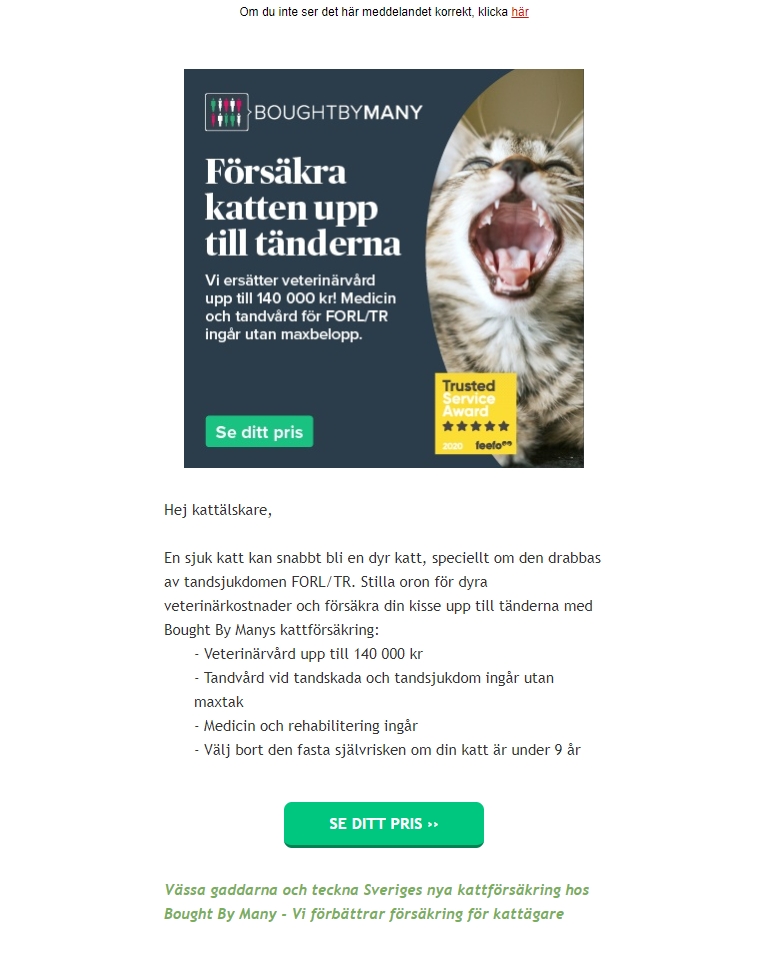 Om du inte ser det här meddelandet korrekt, klicka här
BOUGHTBYMANY
Försäkra
katten upp
till tänderna
Vi ersätter veterinärvård
upp till 140 000 kr! Medicin
och tandvård för FORL/TR
ingår utan maxbelopp.
Se ditt pris
Trusted
Service
Award
2020 feefo
Hej kattälskare,
En sjuk katt kan snabbt bli en dyr katt, speciellt om den drabbas
av tandsjukdomen FORL/TR. Stilla oron för dyra
veterinärkostnader och försäkra din kisse upp till tänderna med
Bought By Manys kattförsäkring:
- Veterinärvård upp till 140 000 kr
- Tandvård vid tandskada och tandsjukdom ingår utan
maxtak
- Medicin och rehabilitering ingår
- Välj bort den fasta självrisken om din katt är under 9 år
SE DITT PRIS ››
Vässa gaddarna och teckna Sveriges nya kattförsäkring hos
Bought By Many - Vi förbättrar försäkring för kattägare